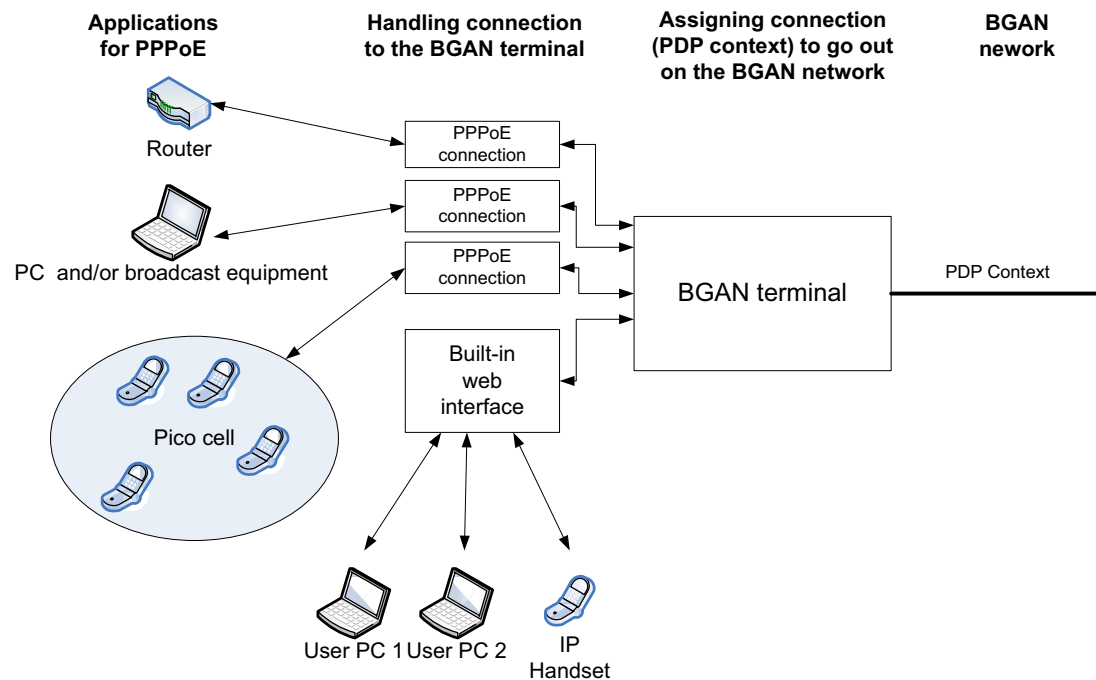 Applications
for PPPoE
Handling connection
to the BGAN terminal
Assigning connection
(PDP context) to go out
on the BGAN network
BGAN
nework
Router
PPPoE
connection
PPPoE
connection
PC  and/or broadcast equipment
PPPoE
connection
BGAN terminal
PDP Context
Built-in
web
interface
Pico cell
User PC 1
User PC 2
IP
Handset